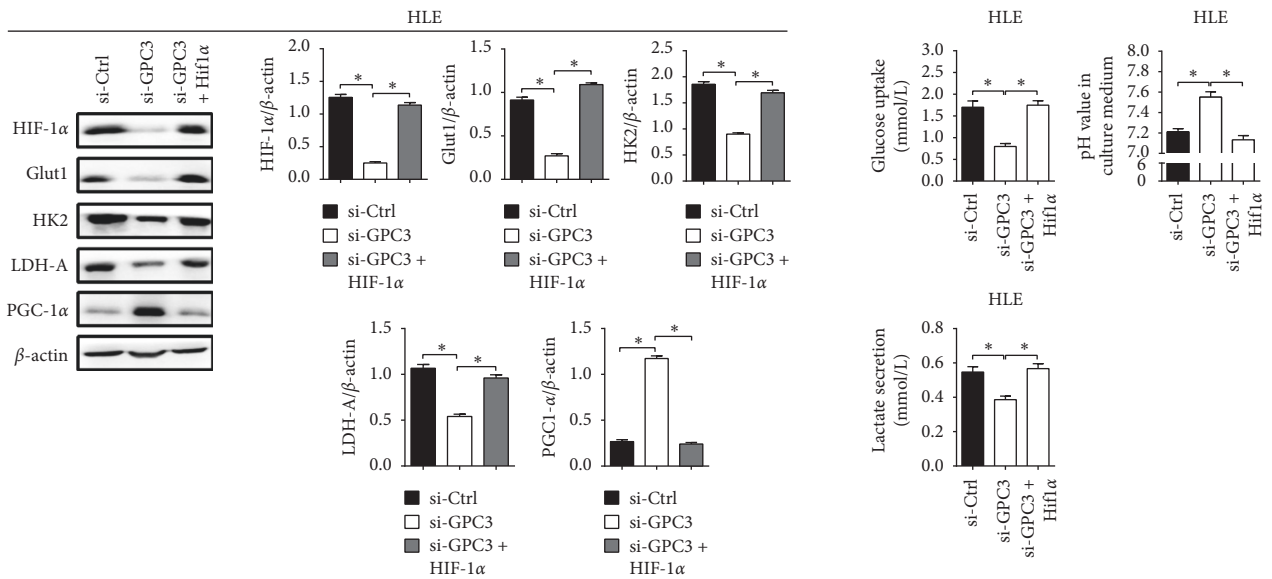 HLE
si-Ctrl
si-GPC3
si-GPC3
+ Hif1α
HIF-1α
Glut1
HK2
LDH-A
PGC-1α
β-actin
HIF-1α/β-actin
1.5
1.0
0.5
0.0
*
*
si-Ctrl
si-GPC3
si-GPC3 +
HIF-1α
Glut1/β-actin
1.5
1.0
0.5
0.0
*
*
si-Ctrl
si-GPC3
si-GPC3 +
HIF-1α
HK2/β-actin
2.5
2.0
1.5
1.0
0.5
0.0
*
*
si-Ctrl
si-GPC3
si-GPC3 +
HIF-1α
LDH-A/β-actin
1.5
1.0
0.5
0.0
*
*
si-Ctrl
si-GPC3
si-GPC3 +
HIF-1α
PGC1-α/β-actin
1.5
1.0
0.5
0.0
*
*
si-Ctrl
si-GPC3
si-GPC3 +
HIF-1α
HLE
Glucose uptake
(mmol/L)
3.0
2.5
2.0
1.5
1.0
0.5
0.0
*
*
si-Ctrl
si-GPC3
si-GPC3 +
Hif1α
HLE
pH value in
culture medium
7.8
7.6
7.4
7.2
7.0
6
0
*
*
si-Ctrl
si-GPC3
si-GPC3 +
Hif1α
HLE
Lactate secretion
(mmol/L)
0.8
0.6
0.4
0.2
0.0
*
*
si-Ctrl
si-GPC3
si-GPC3 +
Hif1α